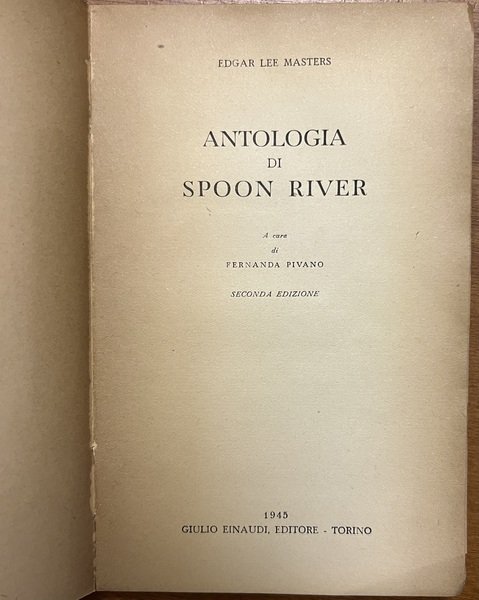 EDGAR LEE MASTERS
ANTOLOGIA
DI
SPOON RIVER
A cura
di
FERNANDA PIVANO
SECONDA EDIZIONE
1945
GIULIO EINAUDI, EDITORE - TORINO